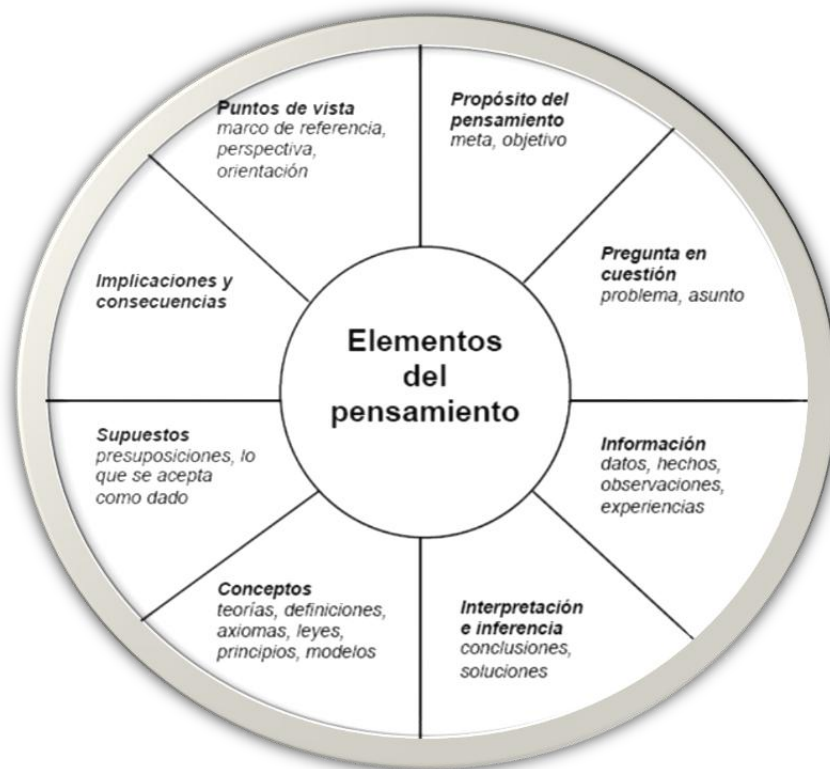 Puntos de vista
marco de referencia,
perspectiva,
orientación
Propósito del
pensamiento
meta, objetivo
Pregunta en
cuestión
problema, asunto
Implicaciones y
consecuencias
Elementos
del
pensamiento
Supuestos
presuposiciones, lo
que se acepta
como dado
Información
datos, hechos,
observaciones,
experiencias
Conceptos
teorías, definiciones,
axiomas, leyes,
principios, modelos
Interpretación
e inferencia
conclusiones,
soluciones